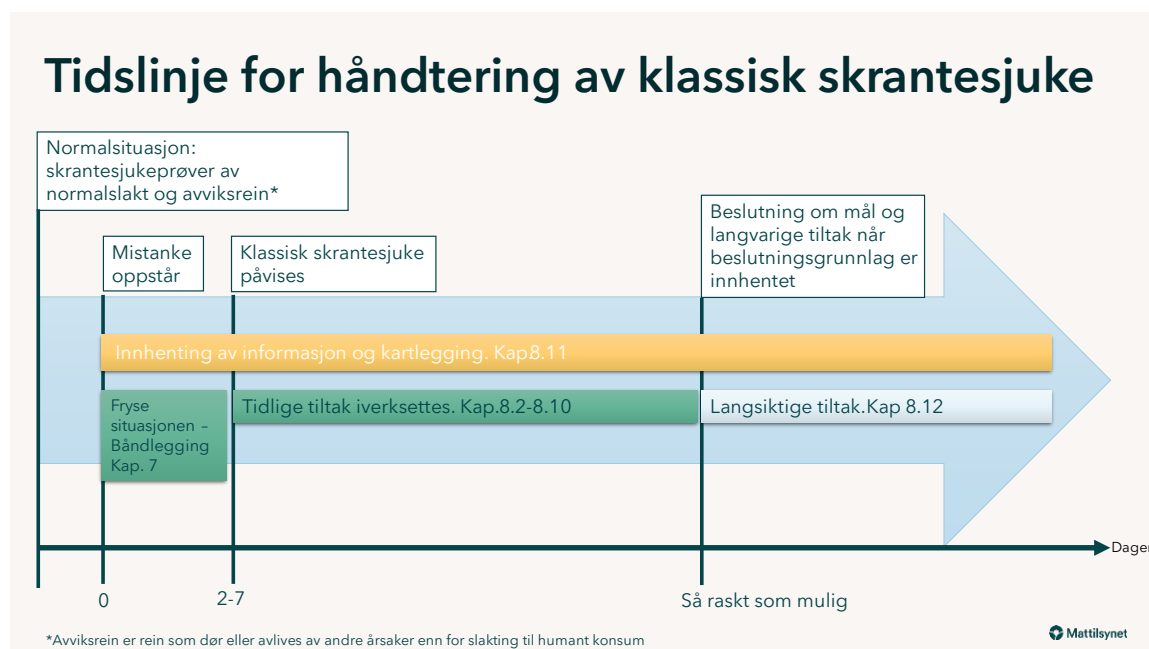 Tidslinje for håndtering av klassisk skrantesjuke
Normalsituasjon:
skrantesjukeprøver av
normalslakt og avviksrein*
Mistanke
oppstår
Klassisk skrantesjuke
påvises
Beslutning om mål og
langvarige tiltak når
beslutningsgrunnlag er
innhentet
Innhenting av informasjon og kartlegging. Kap8.11
Fryse
situasjonen –
Båndlegging
Kap. 7
Tidlige tiltak iverksettes. Kap.8.2-8.10
Langsiktige tiltak.Kap 8.12
Dager
0
2-7
Så raskt som mulig
*Avviksrein er rein som dør eller avlives av andre årsaker enn for slakting til humant konsum
Mattilsynet